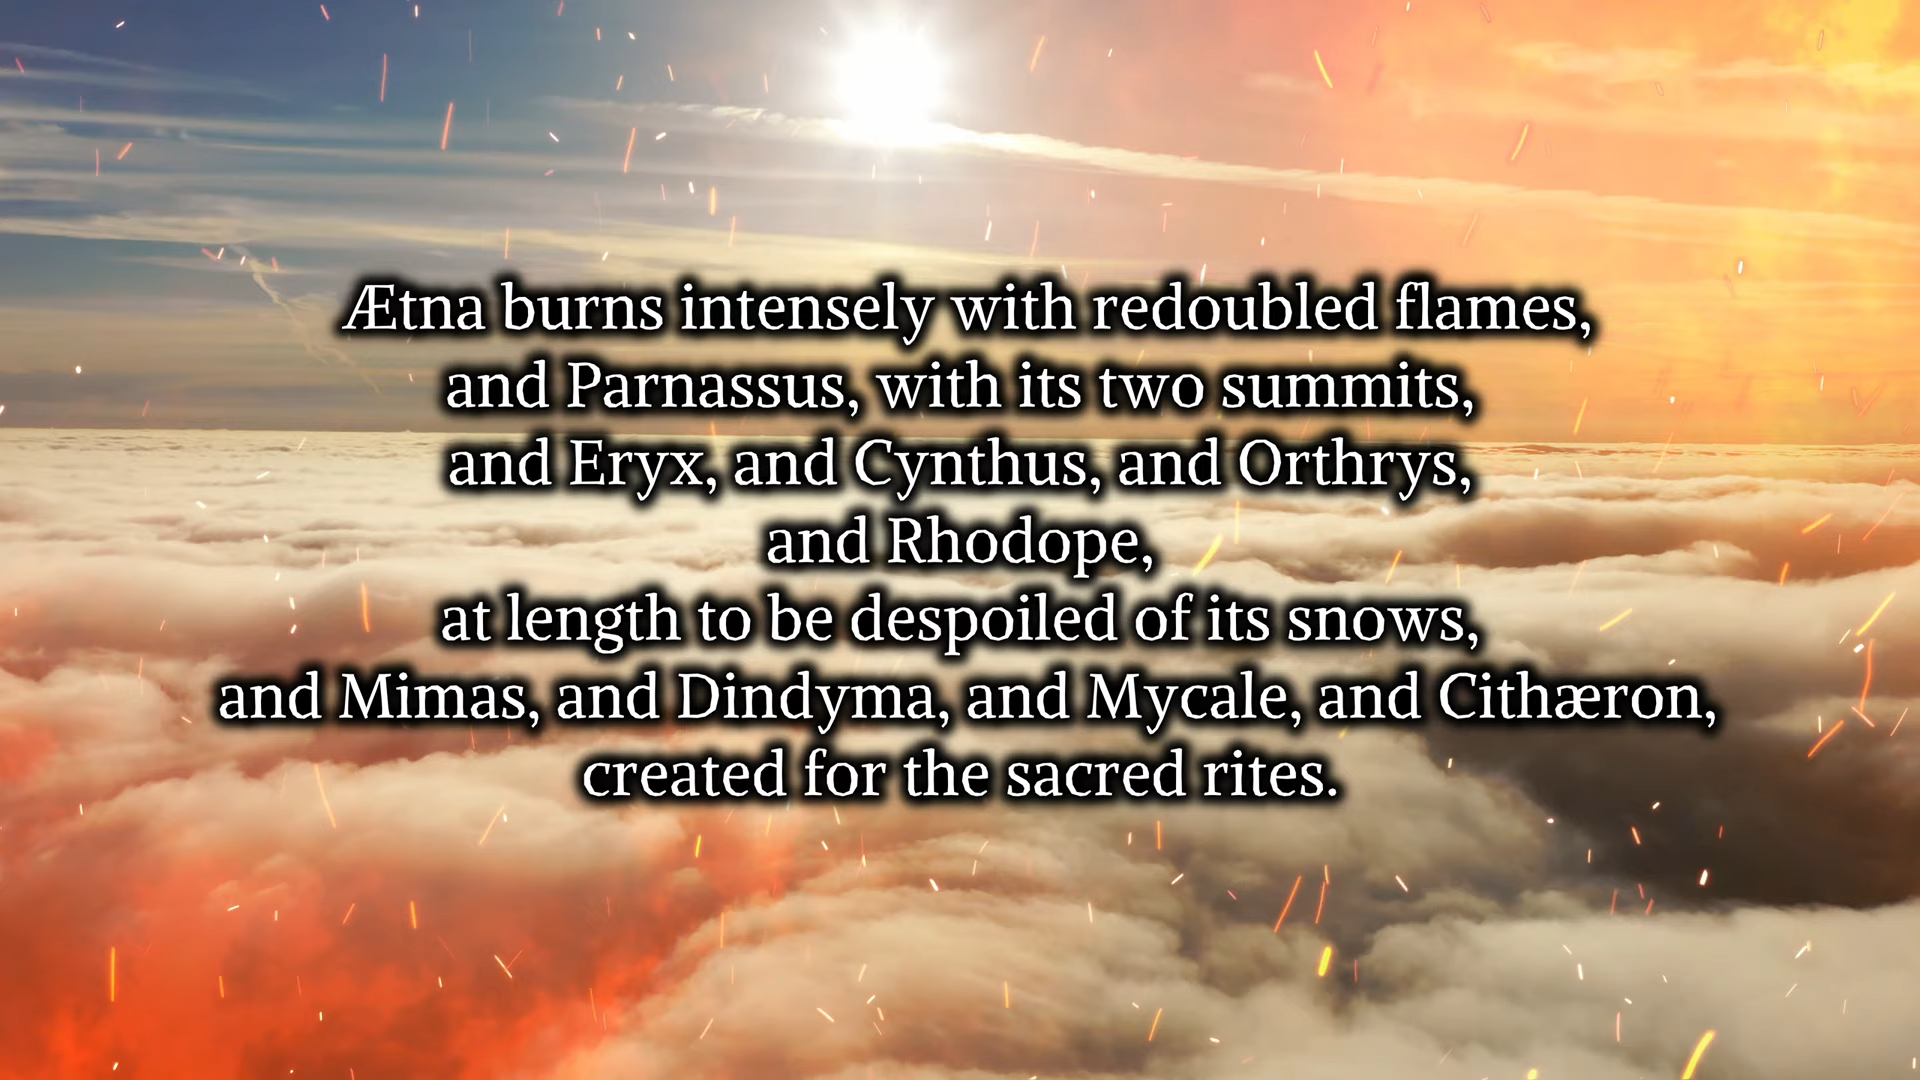 Ætna burns intensely with redoubled flames,
and Parnassus, with its two summits,
and Eryx, and Cynthus, and Orthrys,
and Rhodope,
at length to be despoiled of its snows,
and Mimas, and Dindyma, and Mycale, and Cithæron,
created for the sacred rites.